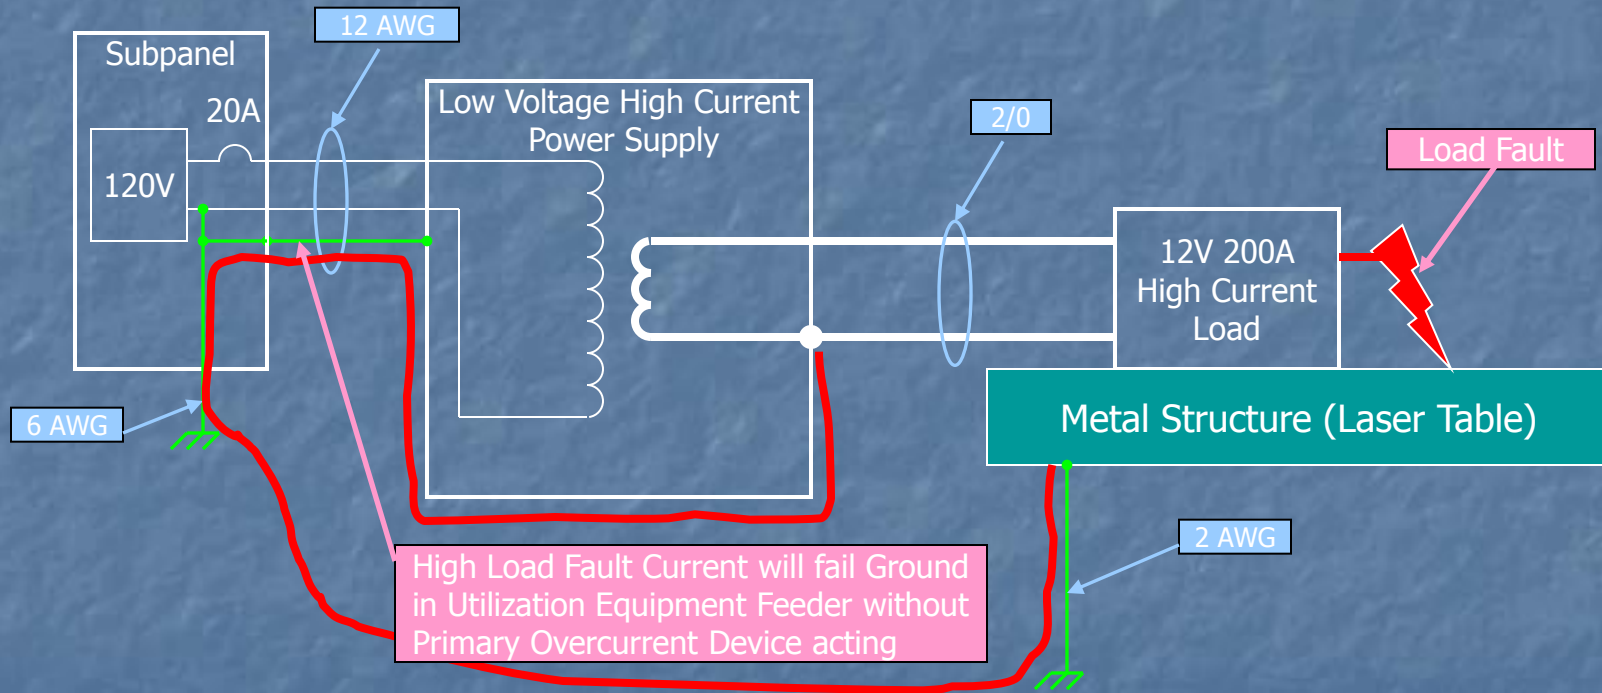 12 AWG
Subpanel
20A
120V
Low Voltage High Current
Power Supply
2/0
Load Fault
12V 200A
High Current
Load
Metal Structure (Laser Table)
6 AWG
2 AWG
High Load Fault Current will fail Ground
in Utilization Equipment Feeder without
Primary Overcurrent Device acting